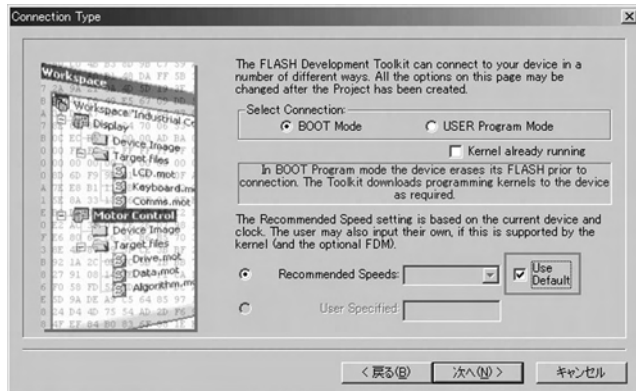 Connection Type
The FLASH Development Toolkit can connect to your device in a
number of different ways. All the options on this page may be
changed after the Project has been created.
Select Connection:
BOOT Mode
USER Program Mode
Kernel already running
In BOOT Program mode the device erases its FLASH prior to
connection. The Toolkit downloads programming kernels to the device
as required.
The Recommended Speed setting is based on the current device and
clock. The user may also input their own, if this is supported by the
kernel (and the optional FDM).
Recommended Speeds:
Use
Default
User Specified:
Workspace
Workspace "Industrial Ce
Display
Device Image
Target Files
LCD.mot
Keyboard.m
Comms.mot
Motor Control
Device Image
Target Files
Drive.mot
Data.mot
Algorithm.m
< 戻る(B)
次へ(N) >
キャンセル